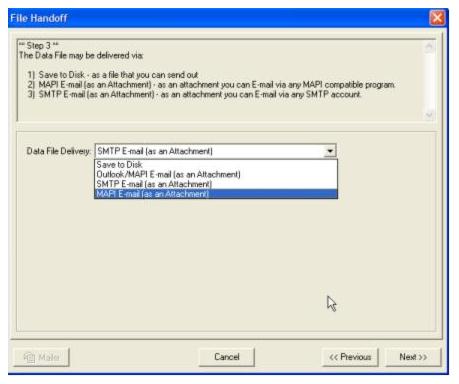 File Handoff
** Step 3 **
The Data File may be delivered via:
1) Save to Disk - as a file that you can send out
2) MAPI E-mail (as an Attachment) - as an attachment you can E-mail via any MAPI compatible program.
3) SMTP E-mail (as an Attachment) - as an attachment you can E-mail via any SMTP account.
Data File Delivery: SMTP E-mail (as an Attachment)
Save to Disk
Outlook/MAPI E-mail (as an Attachment)
SMTP E-mail (as an Attachment)
MAPI E-mail (as an Attachment)
Make Cancel << Previous Next >>